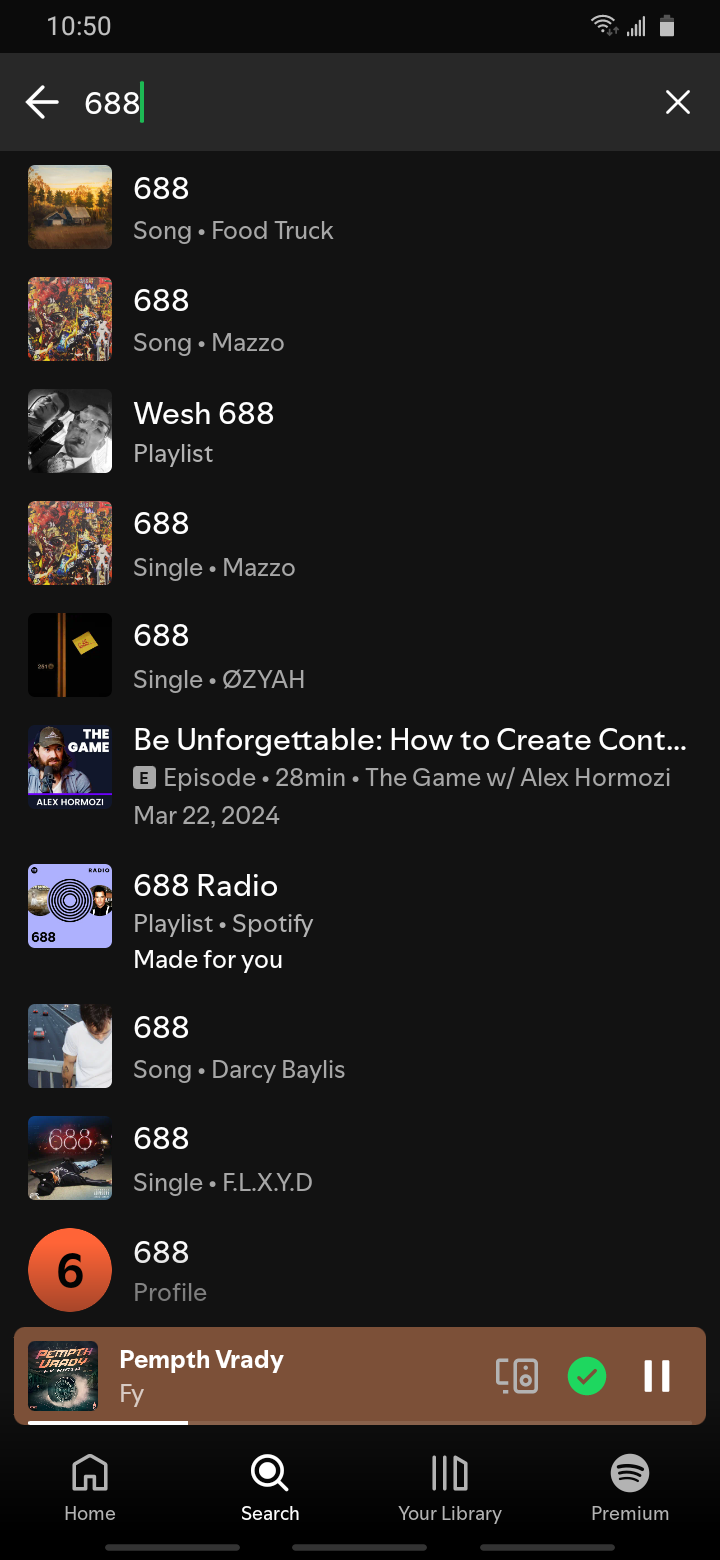 10:50
688
688
Song • Food Truck
688
Song • Mazzo
Wesh 688
Playlist
688
Single • Mazzo
688
Single • ØZYAH
THE
GAME
ALEX HORMOZI
Be Unforgettable: How to Create Cont...
E Episode • 28min • The Game w/ Alex Hormozi
Mar 22, 2024
RADIO
688
688 Radio
Playlist • Spotify
Made for you
688
Song • Darcy Baylis
688
688
Single • F.L.X.Y.D
6
688
Profile
PEMPTH
VRADY
Pempth Vrady
Fy
Home
Search
Your Library
Premium